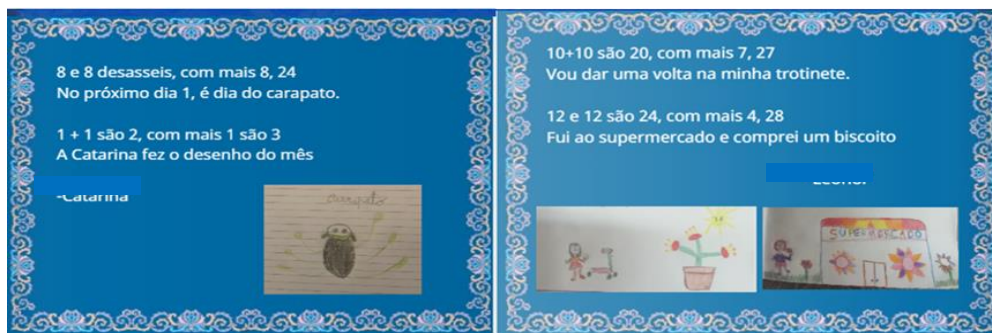 8 e 8 desasseis, com mais 8, 24
No próximo dia 1, é dia do carapato.
1 + 1 são 2, com mais 1 são 3
A Catarina fez o desenho do mês
-Catarina
carapato
10+10 são 20, com mais 7, 27
Vou dar uma volta na minha trotinete.
12 e 12 são 24, com mais 4, 28
Fui ao supermercado e comprei um biscoito
SUPERMERCADO